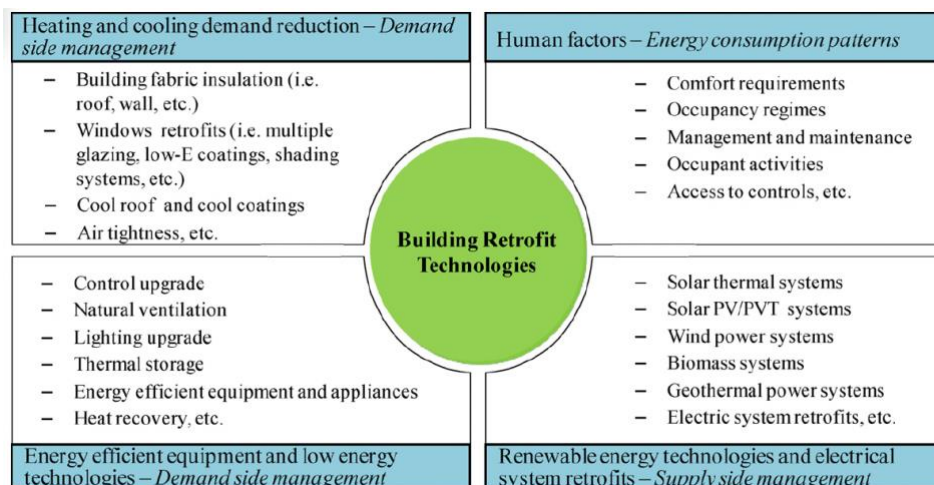 Heating and cooling demand reduction – Demand
side management
– Building fabric insulation (i.e.
roof, wall, etc.)
– Windows retrofits (i.e. multiple
glazing, low-E coatings, shading
systems, etc.)
– Cool roof and cool coatings
– Air tightness, etc.
Human factors – Energy consumption patterns
– Comfort requirements
– Occupancy regimes
– Management and maintenance
– Occupant activities
– Access to controls, etc.
Building Retrofit
Technologies
– Control upgrade
– Natural ventilation
– Lighting upgrade
– Thermal storage
– Energy efficient equipment and appliances
– Heat recovery, etc.
Energy efficient equipment and low energy
technologies – Demand side management
– Solar thermal systems
– Solar PV/PVT systems
– Wind power systems
– Biomass systems
– Geothermal power systems
– Electric system retrofits, etc.
Renewable energy technologies and electrical
system retrofits – Supply side management